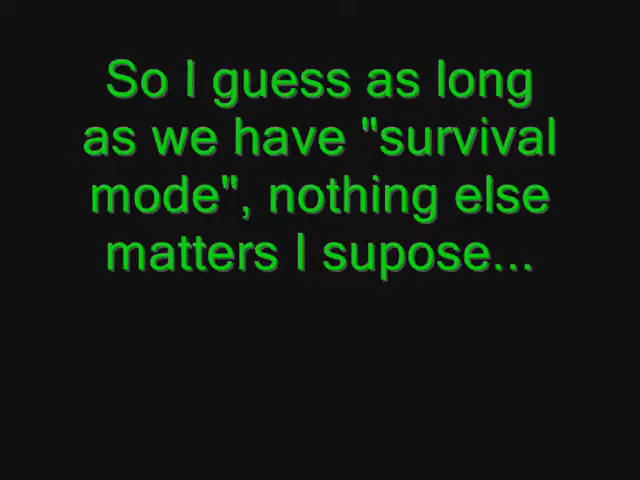 So I guess as long
as we have "survival
mode", nothing else
matters I supose...